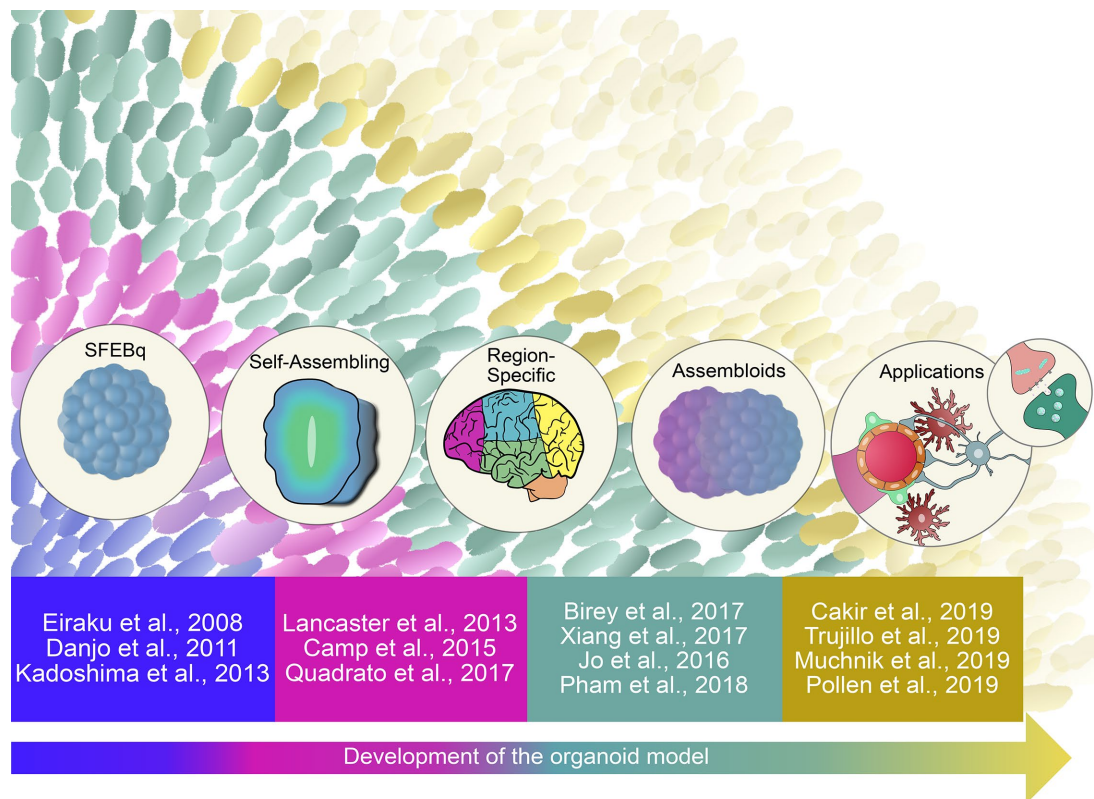 SFEBq
Self-Assembling
Region-
Specific
Assembloids
Applications
Eiraku et al., 2008
Danjo et al., 2011
Kadoshima et al., 2013
Lancaster et al., 2013
Camp et al., 2015
Quadrato et al., 2017
Birey et al., 2017
Xiang et al., 2017
Jo et al., 2016
Pham et al., 2018
Cakir et al., 2019
Trujillo et al., 2019
Muchnik et al., 2019
Pollen et al., 2019
Development of the organoid model